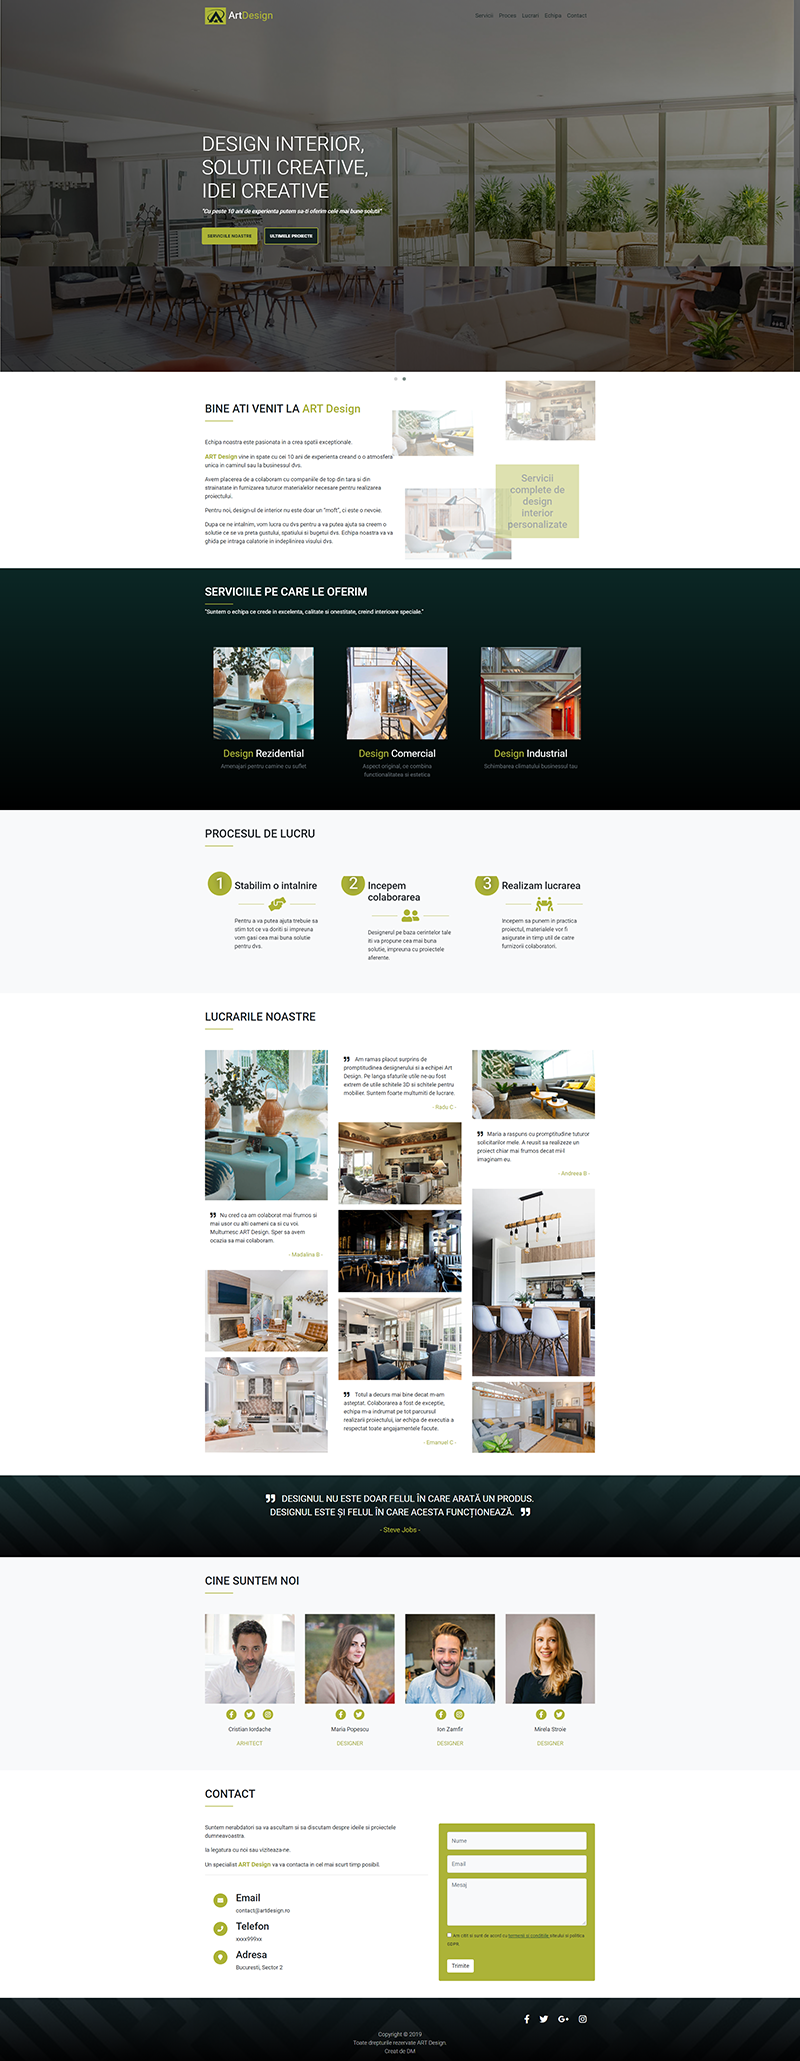 ArtDesign
Servicii Proces Lucrari Echipa Contact
DESIGN INTERIOR,
SOLUTII CREATIVE,
IDEI CREATIVE
"Cu peste 10 ani de experienta putem sa-ti oferim cele mai bune solutii"
SERVICIILE NOASTRE
ULTIMELE PROIECTE
BINE ATI VENIT LA ART Design
Echipa noastra este pasionata in a crea spatii exceptionale.
ART Design vine in spate cu cei 10 ani de experienta creand o o atmosfera
unica in caminul sau la businessul dvs.
Avem placerea de a colabora cu companiile de top din tara si din
strainatate in furnizarea tuturor materialelor necesare pentru realizarea
proiectului.
Pentru noi, design-ul de interior nu este doar un "moft", ci este o nevoie.
Dupa ce ne intalnim, vom lucra cu dvs pentru a va putea ajuta sa creem o
solutie ce se va preta gustului, spatiului si bugetui dvs. Echipa noastra va va
ghida pe intraga calatorie in indeplinirea visului dvs.
Servicii
complete de
design
interior
personalizate
SERVICIILE PE CARE LE OFERIM
"Suntem o echipa ce crede in excelenta, calitate si onestitate, creind interioare speciale."
Design Rezidential
Amenajari pentru camine cu suflet
Design Comercial
Aspect original, ce combina
functionalitatea si estetica
Design Industrial
Schimbarea climatului businessul tau
PROCESUL DE LUCRU
1 Stabilim o intalnire
Pentru a va putea ajuta trebuie sa
stim tot ce va doriti si impreuna
vom gasi cea mai buna solutie
pentru dvs.
2 Incepem
colaborarea
Designerul pe baza cerintelor tale
iti va propune cea mai buna
solutie, impreuna cu proiectele
aferente.
3 Realizam lucrarea
Incepem sa punem in practica
proiectul, materialele vor fi
asigurate in timp util de catre
furnizorii colaboratori.
LUCRARILE NOASTRE
Nu cred ca am colaborat mai frumos si
mai usor cu alti oameni ca si cu voi.
Multumesc ART Design. Sper sa avem
ocazia sa mai colaboram.
- Madalina B -
Am ramas placut surprins de
promptitudinea designerului si a echipei Art
Design. Pe langa sfaturile utile ne-au fost
extrem de utile schitele 3D si schitele pentru
mobilier. Suntem foarte multumiti de lucrare.
- Radu C -
Totul a decurs mai bine decat m-am
asteptat. Colaborarea a fost de exceptie,
echipa m-a indrumat pe tot parcursul
realizarii proiectului, iar echipa de executia a
respectat toate angajamentele facute.
- Emanuel C -
Maria a raspuns cu promptitudine tuturor
solicitarilor mele. A reusit sa realizeze un
proiect chiar mai frumos decat mi-l
imaginam eu.
- Andreea B -
DESIGNUL NU ESTE DOAR FELUL ÎN CARE ARATĂ UN PRODUS.
DESIGNUL ESTE ȘI FELUL ÎN CARE ACESTA FUNCȚIONEAZĂ.
- Steve Jobs -
CINE SUNTEM NOI
Cristian Iordache
ARHITECT
Maria Popescu
DESIGNER
Ion Zamfir
DESIGNER
Mirela Stroie
DESIGNER
CONTACT
Suntem nerabdatori sa va ascultam si sa discutam despre ideile si proiectele
dumneavoastra.
Ia legatura cu noi sau viziteaza-ne.
Un specialist ART Design va va contacta in cel mai scurt timp posibil.
Email
contact@artdesign.ro
Telefon
xxxx999xx
Adresa
Bucuresti, Sector 2
Nume
Email
Mesaj
Am citit si sunt de acord cu termenii si conditiile siteului si politica
GDPR
Trimite
Copyright © 2019
Toate drepturile rezervate ART Design.
Creat de DM